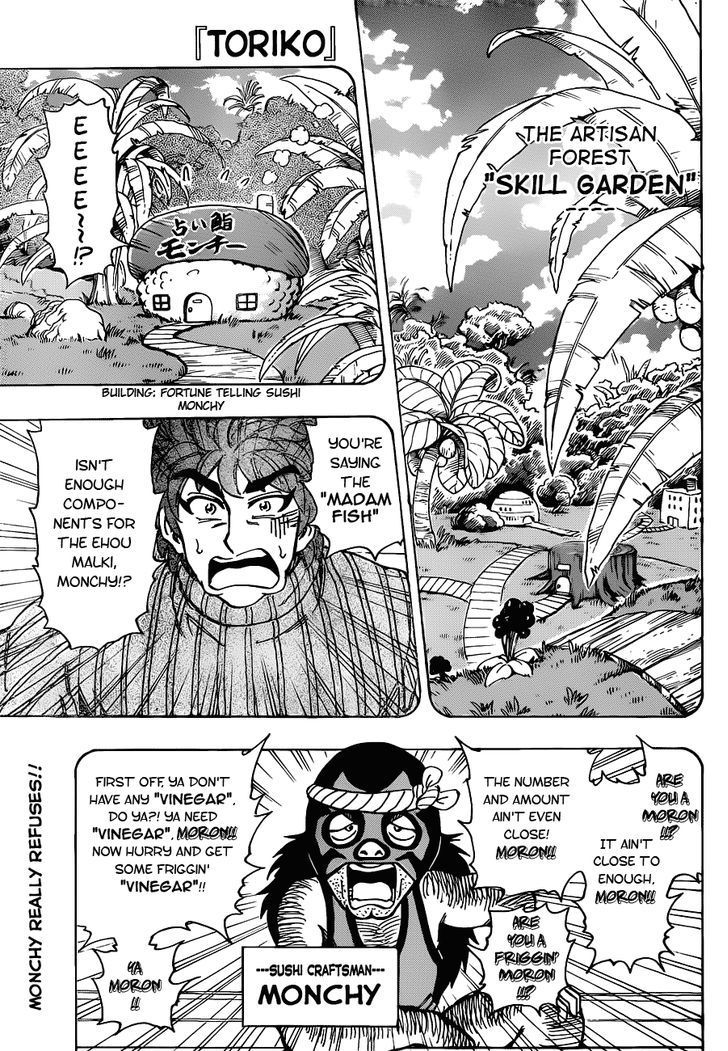 『TORIKO』
THE ARTISAN
FOREST
"SKILL GARDEN"
E
E
E
E
~
~
!?
占い鮨
モンチー
BUILDING: FORTUNE TELLING SUSHI
MONCHY
YOU'RE
SAYING
THE
"MADAM
FISH"
ISN'T
ENOUGH
COMPO-
NENT'S FOR
THE EHOU
MALKI,
MONCHY!?
ARE
YOU A
MORON
!!?
IT AIN'T
CLOSE TO
ENOUGH,
MORON!!
THE NUMBER
AND AMOUNT
AIN'T EVEN
CLOSE!
MORON!!
ARE
YOU A
FRIGGIN'
MORON
!!?
FIRST OFF, YA DON'T
HAVE ANY "VINEGAR",
DO YA?! YA NEED
"VINEGAR", MORON!!
NOW HURRY AND GET
SOME FRIGGIN'
"VINEGAR"!!
YA
MORON
!!
---SUSHI CRAFTSMAN---
MONCHY
MONCHY REALLY REFUSES!!